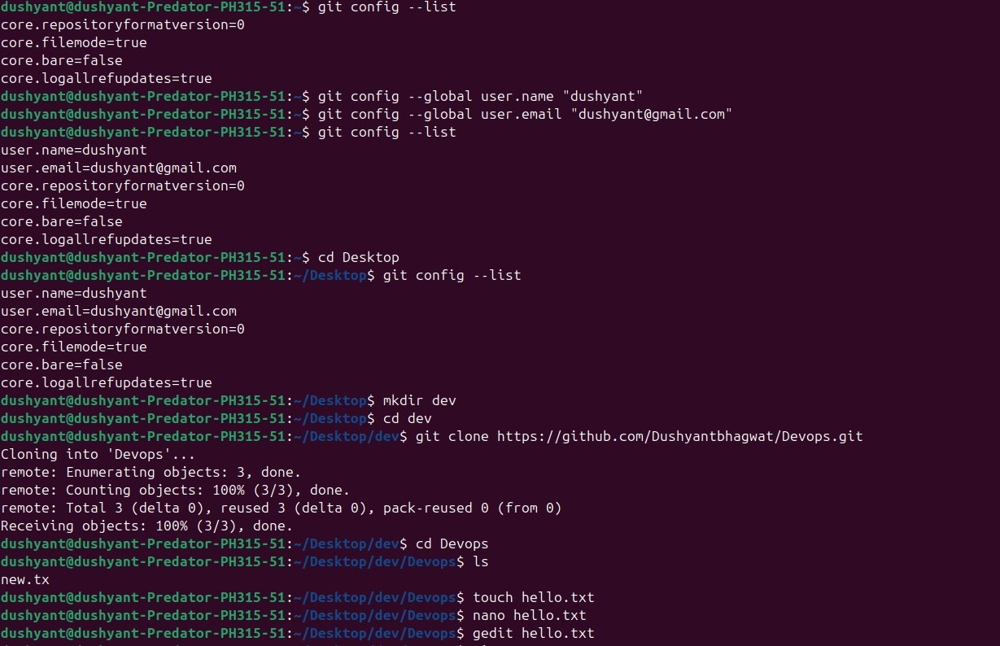 dushyant@dushyant-Predator-PH315-51:~$ git config --list
core.repositoryformatversion=0
core.filemode=true
core.bare=false
core.logallrefupdates=true
dushyant@dushyant-Predator-PH315-51:~$ git config --global user.name "dushyant"
dushyant@dushyant-Predator-PH315-51:~$ git config --global user.email "dushyant@gmail.com"
dushyant@dushyant-Predator-PH315-51:~$ git config --list
user.name=dushyant
user.email=dushyant@gmail.com
core.repositoryformatversion=0
core.filemode=true
core.bare=false
core.logallrefupdates=true
dushyant@dushyant-Predator-PH315-51:~$ cd Desktop
dushyant@dushyant-Predator-PH315-51:~/Desktop$ git config --list
user.name=dushyant
user.email=dushyant@gmail.com
core.repositoryformatversion=0
core.filemode=true
core.bare=false
core.logallrefupdates=true
dushyant@dushyant-Predator-PH315-51:~/Desktop$ mkdir dev
dushyant@dushyant-Predator-PH315-51:~/Desktop$ cd dev
dushyant@dushyant-Predator-PH315-51:~/Desktop/dev$ git clone https://github.com/Dushyantbhagwat/Devops.git
Cloning into 'Devops'...
remote: Enumerating objects: 3, done.
remote: Counting objects: 100% (3/3), done.
remote: Total 3 (delta 0), reused 3 (delta 0), pack-reused 0 (from 0)
Receiving objects: 100% (3/3), done.
dushyant@dushyant-Predator-PH315-51:~/Desktop/dev$ cd Devops
dushyant@dushyant-Predator-PH315-51:~/Desktop/dev/Devops$ ls
new.tx
dushyant@dushyant-Predator-PH315-51:~/Desktop/dev/Devops$ touch hello.txt
dushyant@dushyant-Predator-PH315-51:~/Desktop/dev/Devops$ nano hello.txt
dushyant@dushyant-Predator-PH315-51:~/Desktop/dev/Devops$ gedit hello.txt